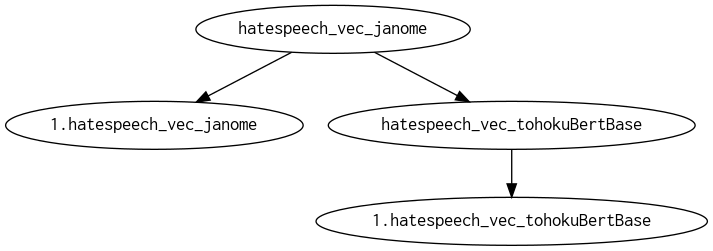 hatespeech_vec_janome
1.hatespeech_vec_janome
hatespeech_vec_tohokuBertBase
1.hatespeech_vec_tohokuBertBase